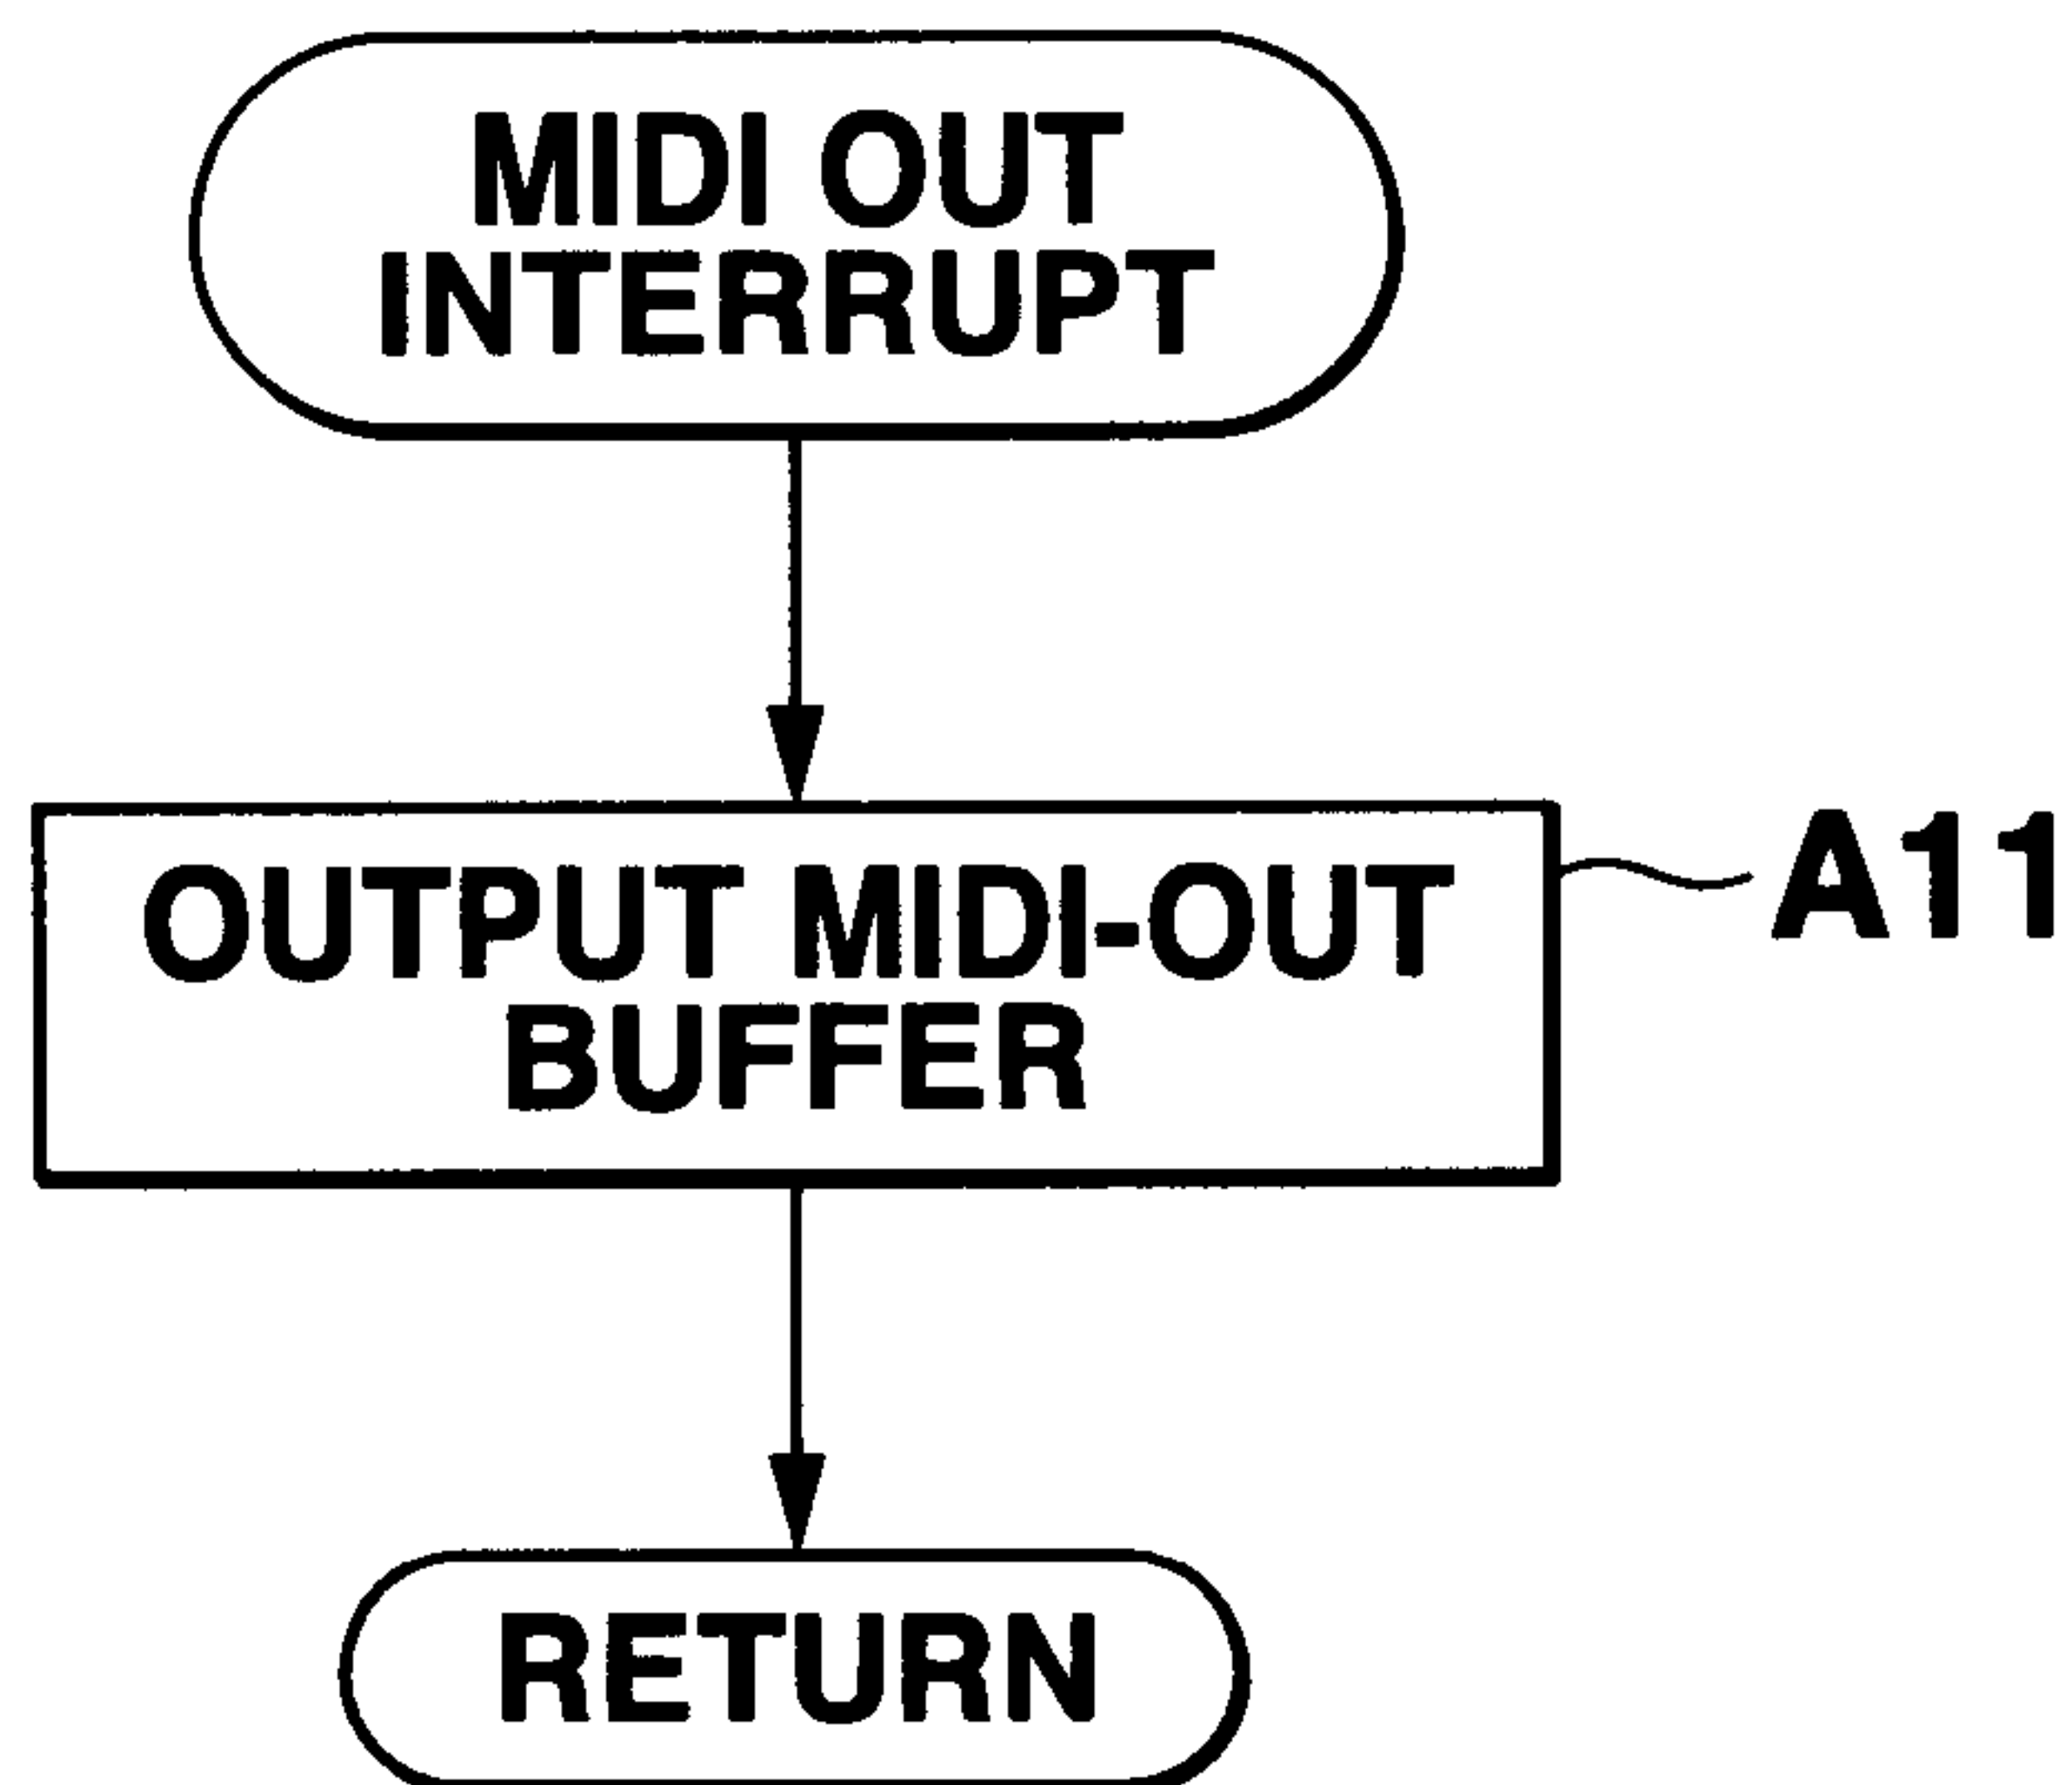 MIDI OUT
INTERRUPT
OUTPUT MIDI-OUT
BUFFER
A11
RETURN